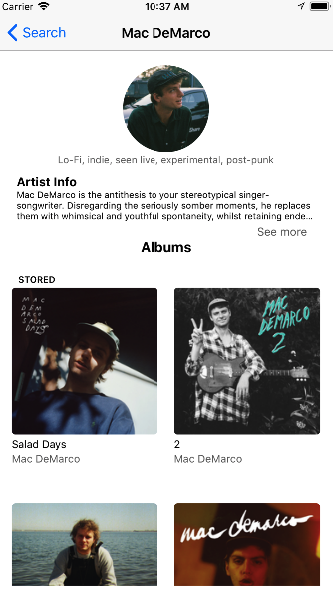 Carrier
10:37 AM
Search
Mac DeMarco
Lo-Fi, indie, seen live, experimental, post-punk
Artist Info
Mac DeMarco is the antithesis to your stereotypical singer-
songwriter. Disregarding the seriously somber moments, he replaces
them with whimsical and youthful spontaneity, whilst retaining ende...
See more
Albums
STORED
MAC
DEM
ARCO
SALAD
DAYS
MAC
DEMARCO
2
Salad Days
Mac DeMarco
2
Mac DeMarco
mac demarco